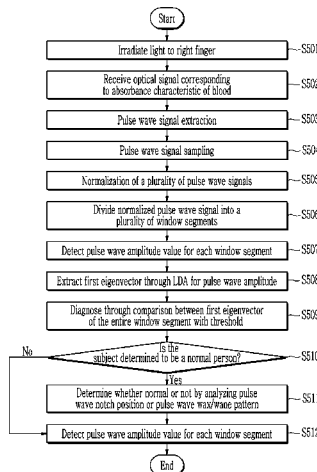 Start
Irradiate light to right finger
S501
Receive optical signal corresponding
to absorbance characteristic of blood
S502
Pulse wave signal extraction
S503
Pulse wave signal sampling
S504
Normalization of a plurality of pulse wave signals
S505
Divide normalized pulse wave signal into a
plurality of window segments
S506
Detect pulse wave amplitude value for each window segment
S507
Extract first eigenvector through LDA for pulse wave amplitude
S508
Diagnose through comparison between first eigenvector
of the entire window segment with threshold
S509
Is the
subject determined to be a normal person?
S510
No
Yes
Determine whether normal or not by analyzing pulse
wave notch position or pulse wave wax/wane pattern
S511
Detect pulse wave amplitude value for each window segment
S512
End